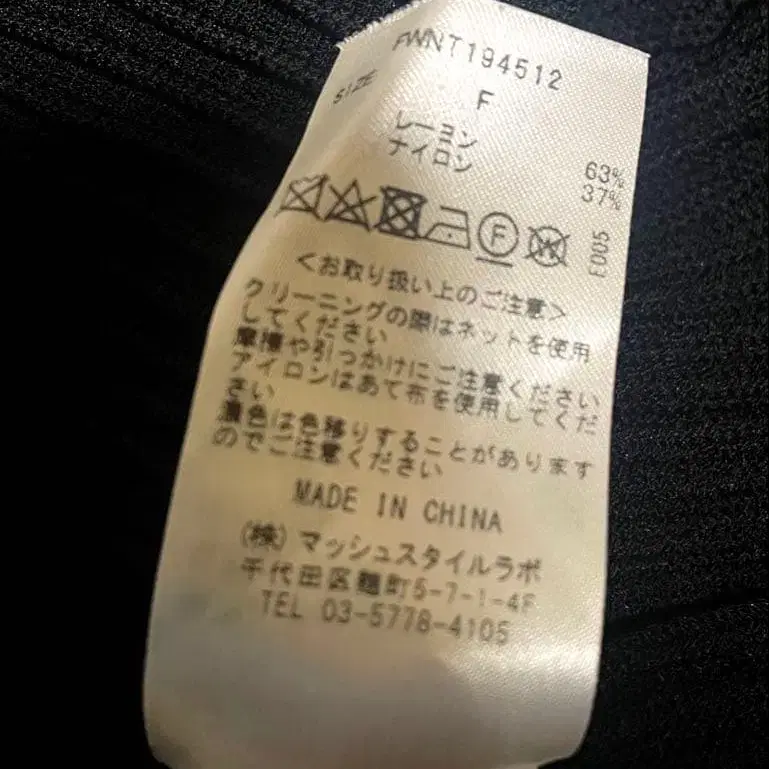 FWNT194512
SIZE F
レーヨン 63%
ナイロン 37%
F W
E005
<お取り扱い上のご注意>
クリーニングの際はネットを使用
してください
摩擦や引っかけにご注意ください
アイロンはあて布を使用してくだ
さい
濃色は色移りすることがあります
のでご注意ください
MADE IN CHINA
(株)マッシュスタイルラボ
千代田区麹町5-7-1-4F
TEL 03-5778-4105